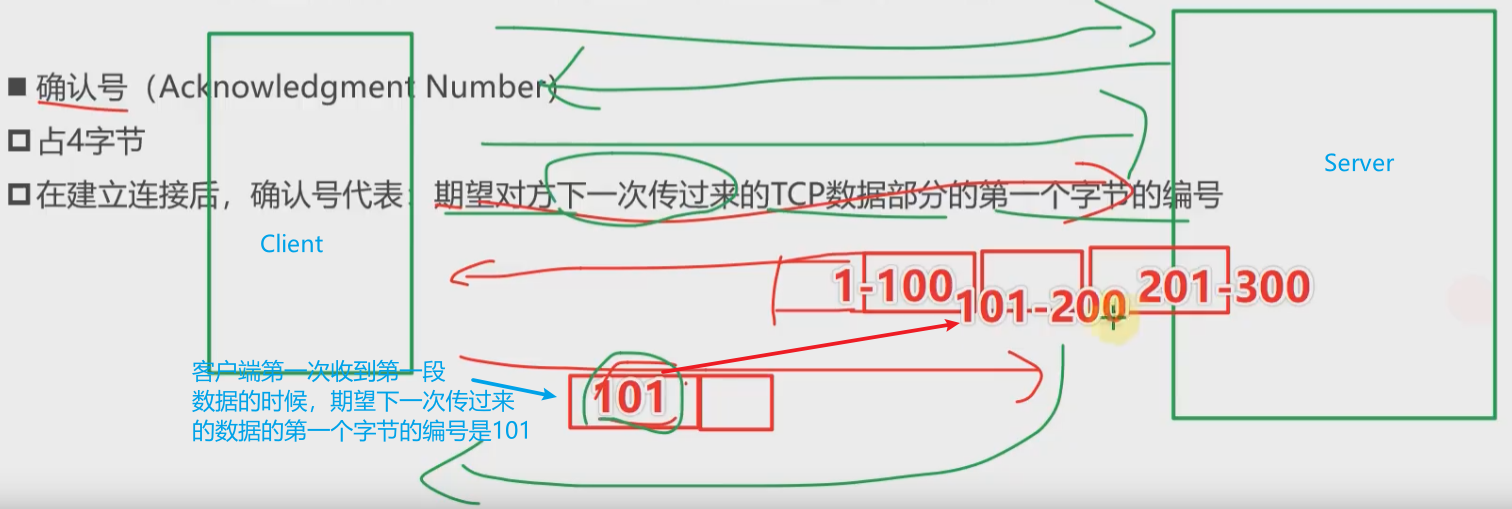 ■ 确认号（Acknowledgment Number）
占4字节
Server
在建立连接后，确认号代表：期望对方下一次传过来的TCP数据部分的第一个字节的编号
Client
1-100
101-200
201-300
客户端第一次收到第一段
数据的时候，期望下一次传过来
的数据的第一个字节的编号是101
101